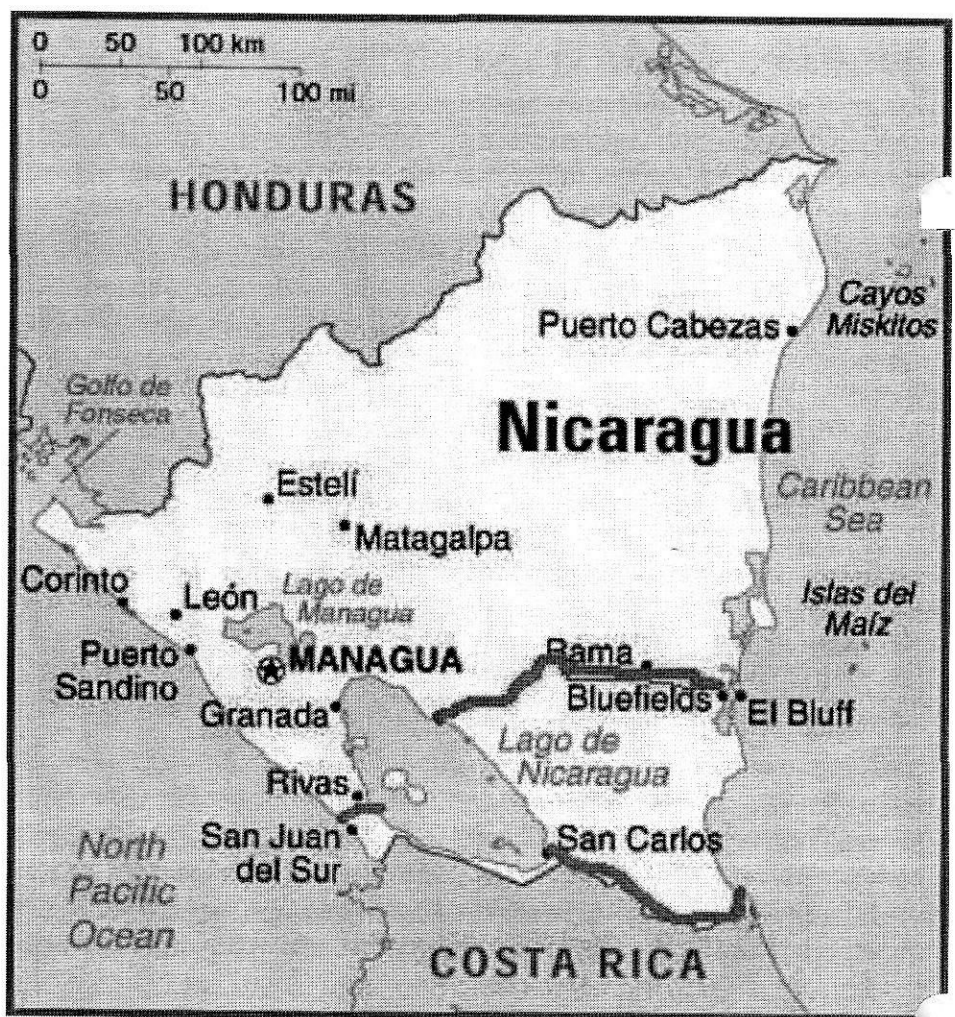 0 50 100 km
0 50 100 mi
HONDURAS
Cayos
Miskitos
Puerto Cabezas
Golfo de
Fonseca
Nicaragua
Estelí
Caribbean
Sea
Matagalpa
Corinto
León
Lago de
Managua
Islas del
Maíz
Puerto
Sandino
MANAGUA
Rama
Granada
Bluefields
El Bluff
Lago de
Nicaragua
Rivas
San Juan
del Sur
San Carlos
North
Pacific
Ocean
COSTA RICA